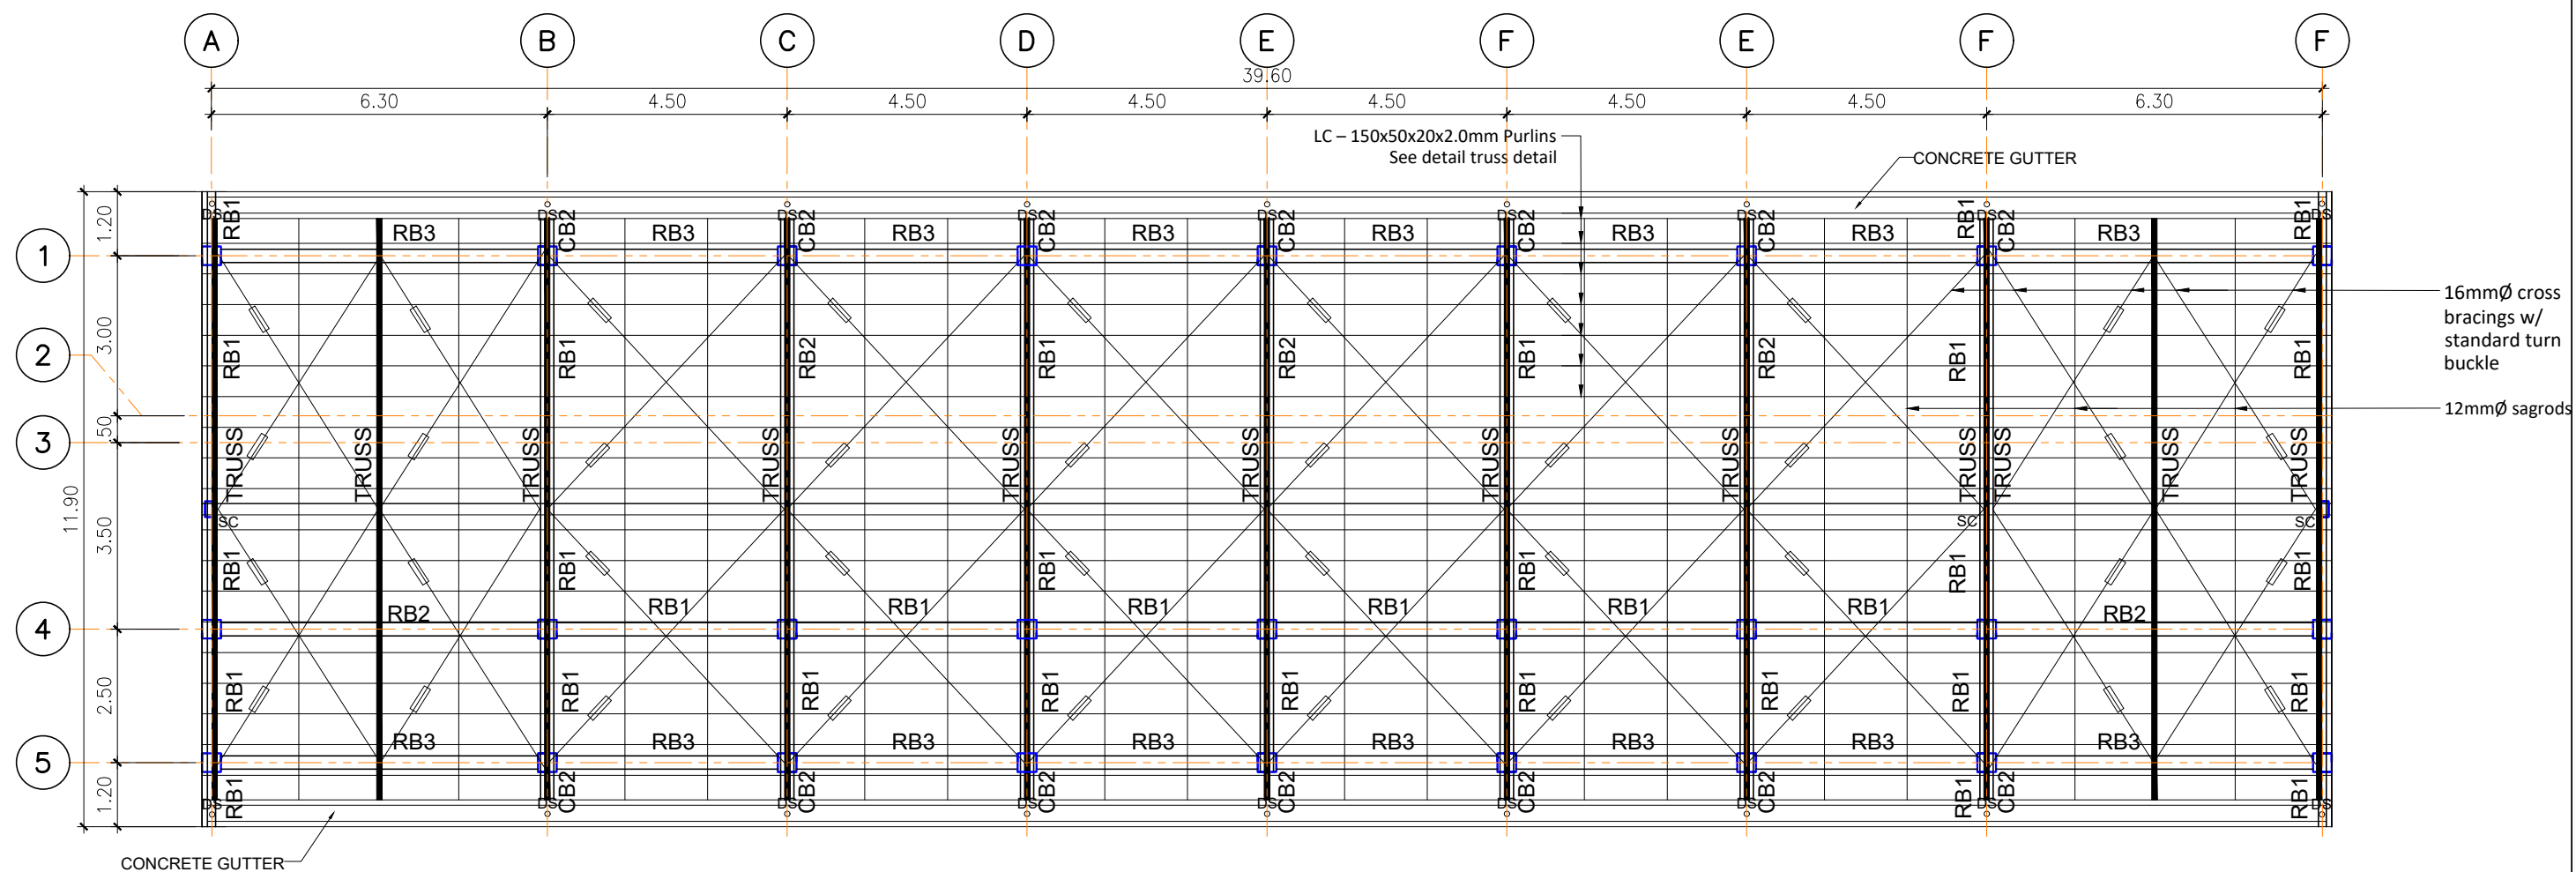 A B C D E F E F F
39.60
6.30 4.50 4.50 4.50 4.50 4.50 4.50 6.30
LC – 150x50x20x2.0mm Purlins
See detail truss detail
CONCRETE GUTTER
DS DS DS DS DS DS DS DS DS
RB1 CB2 CB2 CB2 CB2 CB2 CB2 CB2 RB1 CB2 RB1
1.20
RB3 RB3 RB3 RB3 RB3 RB3 RB3 RB3
1
16mmØ cross
bracings w/
standard turn
buckle
3.00
2
RB1 RB1 RB2 RB1 RB2 RB1 RB2 RB1 RB1
12mmØ sagrods
.50
3
TRUSS TRUSS TRUSS TRUSS TRUSS TRUSS TRUSS TRUSS TRUSS TRUSS TRUSS TRUSS
11.90
3.50
SC SC SC
RB1 RB1 RB1 RB1 RB1 RB1
RB2 RB1 RB1 RB1 RB1 RB1 RB1 RB2
4
2.50
RB1 RB1 RB1 RB1 RB1 RB1 RB1 RB1 RB1
RB3 RB3 RB3 RB3 RB3 RB3 RB3 RB3
5
1.20
RB1 CB2 CB2 CB2 CB2 CB2 CB2 RB1 CB2 RB1
DS DS DS DS DS DS DS DS DS
CONCRETE GUTTER